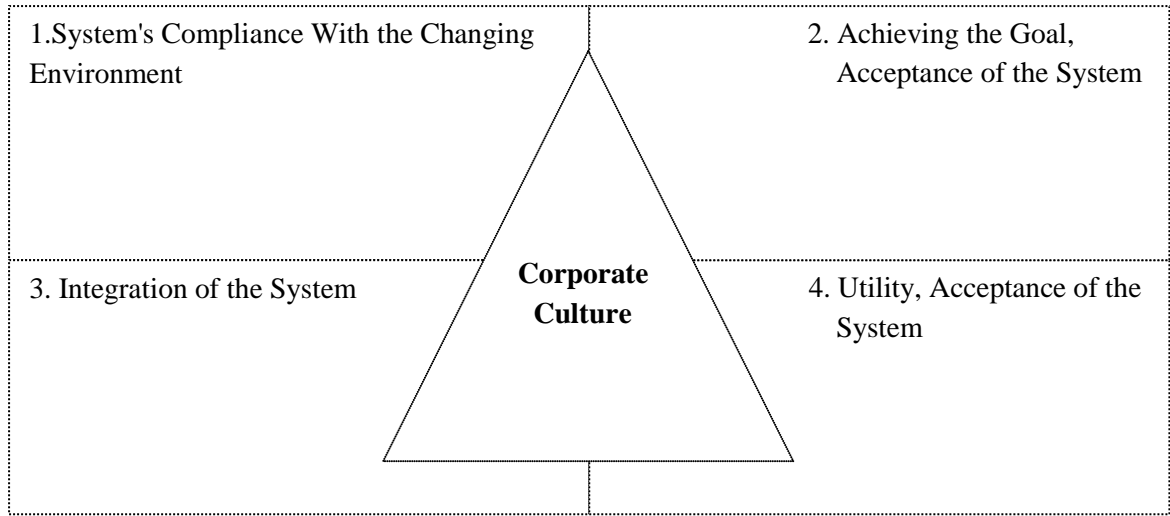 1.System's Compliance With the Changing
Environment
2. Achieving the Goal,
Acceptance of the System
3. Integration of the System
Corporate
Culture
4. Utility, Acceptance of the
System